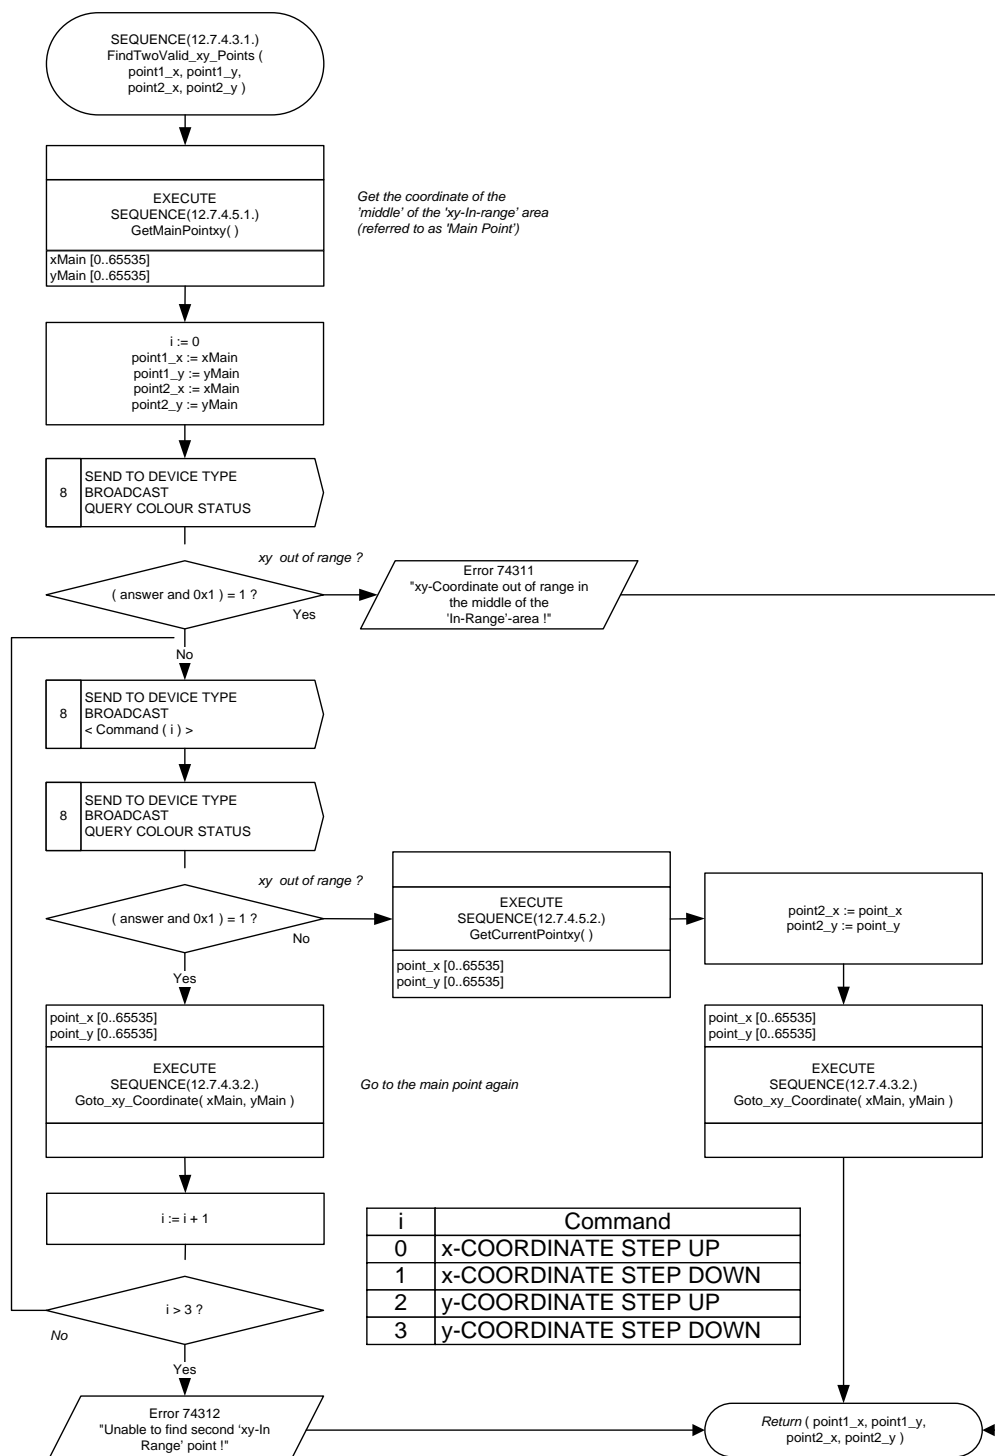 SEQUENCE(12.7.4.3.1.)
FindTwoValid_xy_Points (
point1_x, point1_y,
point2_x, point2_y )
EXECUTE
SEQUENCE(12.7.4.5.1.)
GetMainPointxy( )
xMain [0..65535]
yMain [0..65535]
Get the coordinate of the
'middle' of the 'xy-In-range' area
(referred to as 'Main Point')
i := 0
point1_x := xMain
point1_y := yMain
point2_x := xMain
point2_y := yMain
8
SEND TO DEVICE TYPE
BROADCAST
QUERY COLOUR STATUS
xy out of range ?
( answer and 0x1 ) = 1 ?
Yes
Error 74311
"xy-Coordinate out of range in
the middle of the
'In-Range'-area !"
No
8
SEND TO DEVICE TYPE
BROADCAST
< Command ( i ) >
8
SEND TO DEVICE TYPE
BROADCAST
QUERY COLOUR STATUS
xy out of range ?
( answer and 0x1 ) = 1 ?
No
EXECUTE
SEQUENCE(12.7.4.5.2.)
GetCurrentPointxy( )
point_x [0..65535]
point_y [0..65535]
point2_x := point_x
point2_y := point_y
Yes
point_x [0..65535]
point_y [0..65535]
EXECUTE
SEQUENCE(12.7.4.3.2.)
Goto_xy_Coordinate( xMain, yMain )
Go to the main point again
point_x [0..65535]
point_y [0..65535]
EXECUTE
SEQUENCE(12.7.4.3.2.)
Goto_xy_Coordinate( xMain, yMain )
i := i + 1
i Command
0 x-COORDINATE STEP UP
1 x-COORDINATE STEP DOWN
2 y-COORDINATE STEP UP
3 y-COORDINATE STEP DOWN
i > 3 ?
No
Yes
Error 74312
"Unable to find second 'xy-In
Range' point !"
Return ( point1_x, point1_y,
point2_x, point2_y )